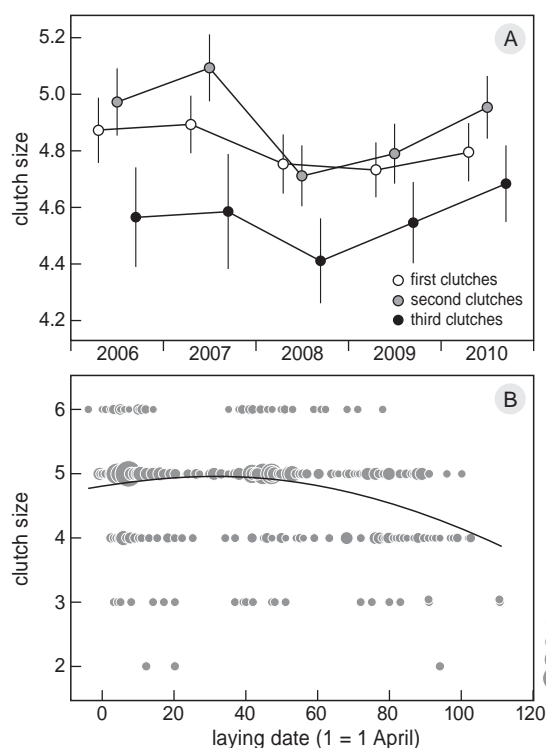 5.2
A
5.0
4.8
4.6
4.4
4.2
clutch size
first clutches
second clutches
third clutches
2006 2007 2008 2009 2010
B
6
5
4
3
2
clutch size
0 20 40 60 80 100 120
laying date (1 = 1 April)